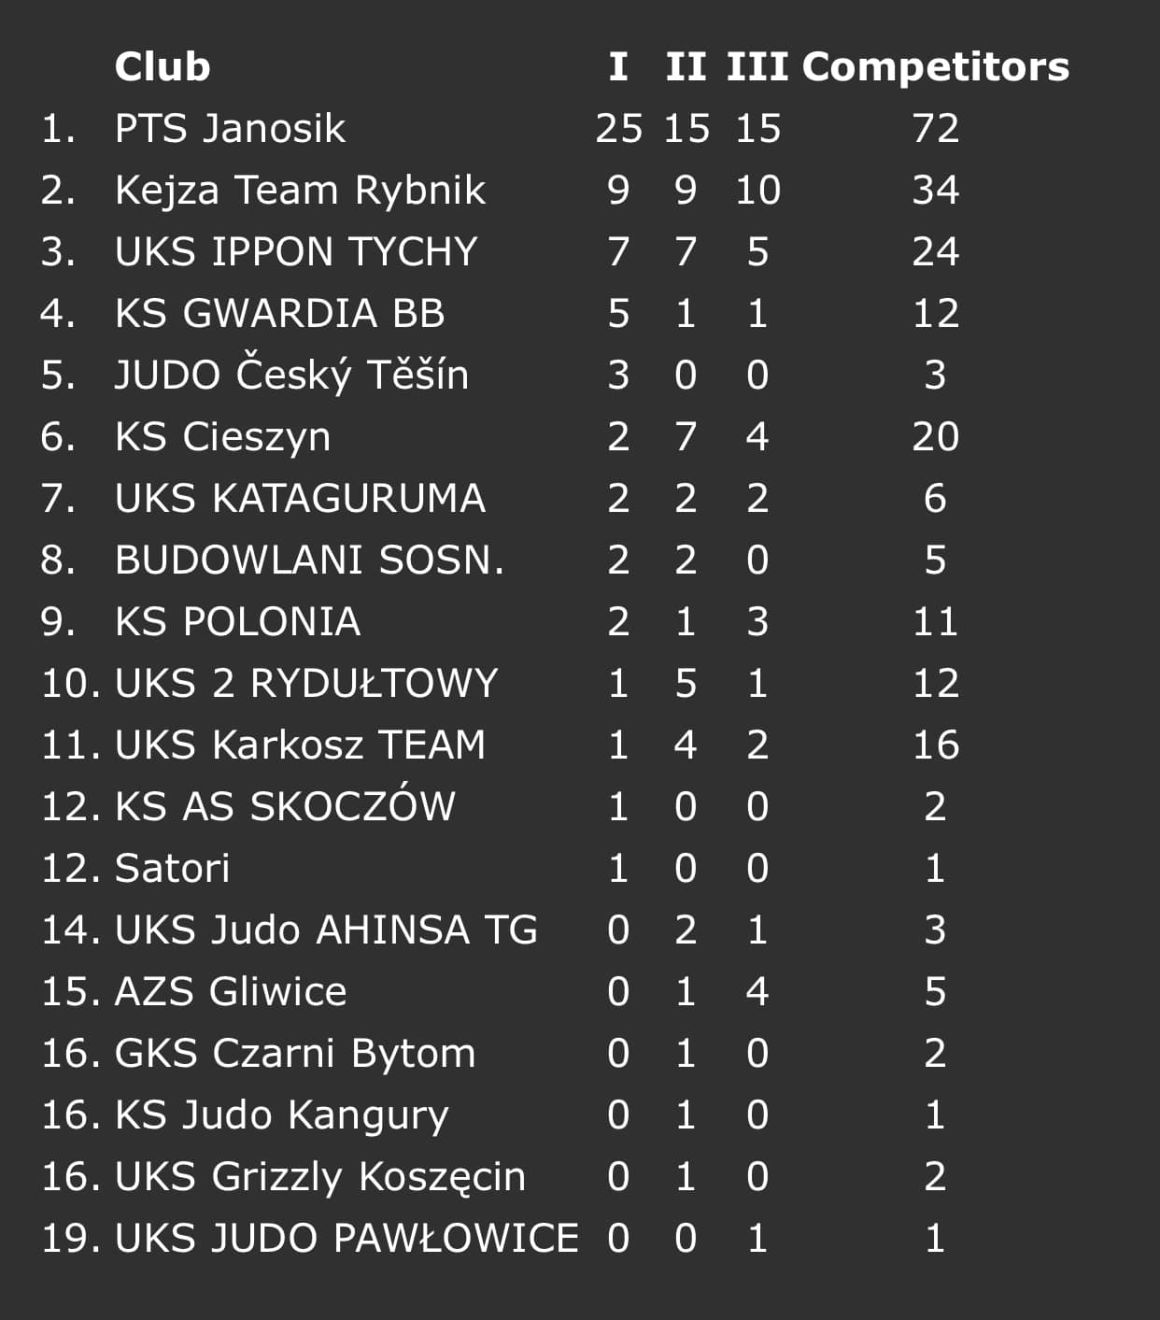 Club I II III Competitors
1. PTS Janosik 25 15 15 72
2. Kejza Team Rybnik 9 9 10 34
3. UKS IPPON TYCHY 7 7 5 24
4. KS GWARDIA BB 5 1 1 12
5. JUDO Český Těšín 3 0 0 3
6. KS Cieszyn 2 7 4 20
7. UKS KATAGURUMA 2 2 2 6
8. BUDOWLANI SOSN. 2 2 0 5
9. KS POLONIA 2 1 3 11
10. UKS 2 RYDUŁTOWY 1 5 1 12
11. UKS Karkosz TEAM 1 4 2 16
12. KS AS SKOCZÓW 1 0 0 2
12. Satori 1 0 0 1
14. UKS Judo AHINSA TG 0 2 1 3
15. AZS Gliwice 0 1 4 5
16. GKS Czarni Bytom 0 1 0 2
16. KS Judo Kangury 0 1 0 1
16. UKS Grizzly Koszęcin 0 1 0 2
19. UKS JUDO PAWŁOWICE 0 0 1 1